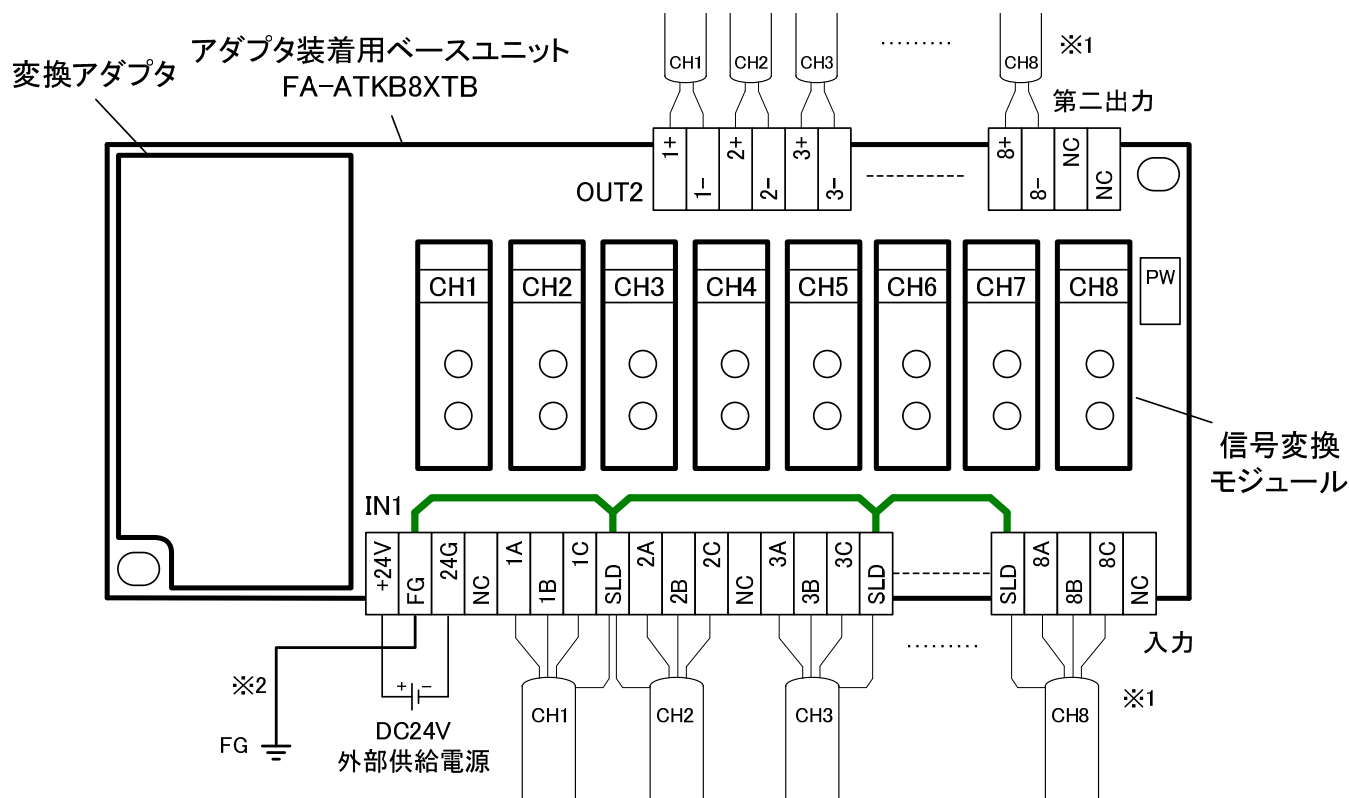 CH1 CH2 CH3 ......... CH8 ※1
アダプタ装着用ベースユニット
FA-ATKB8XTB
変換アダプタ
第二出力
OUT2 1+ 1- 2+ 2- 3+ 3- 8+ 8- NC NC
CH1 CH2 CH3 CH4 CH5 CH6 CH7 CH8 PW
信号変換
モジュール
IN1
+24V FG 24G NC 1A 1B 1C SLD 2A 2B 2C NC 3A 3B 3C SLD SLD 8A 8B 8C NC
入力
※2 + - ......... ※1
CH1 CH2 CH3 CH8
FG
DC24V
外部供給電源